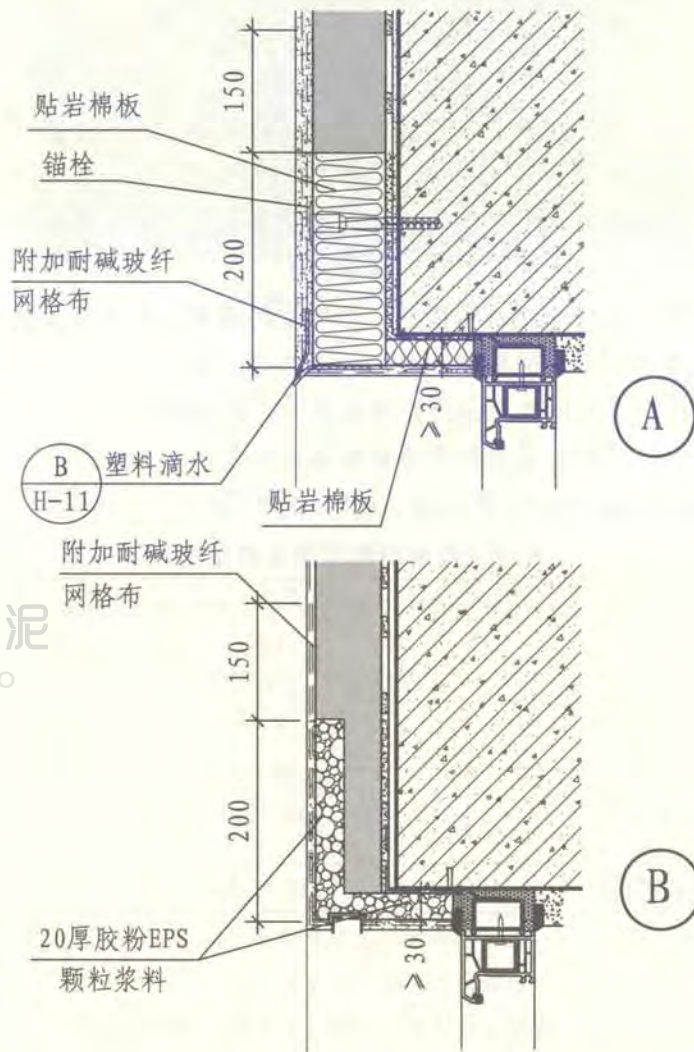 150
贴岩棉板
锚栓
200
附加耐碱玻纤
网格布
≥30
A
B
H-11
塑料滴水
贴岩棉板
附加耐碱玻纤
网格布
泥
150
200
B
20厚胶粉EPS
颗粒浆料
≥30